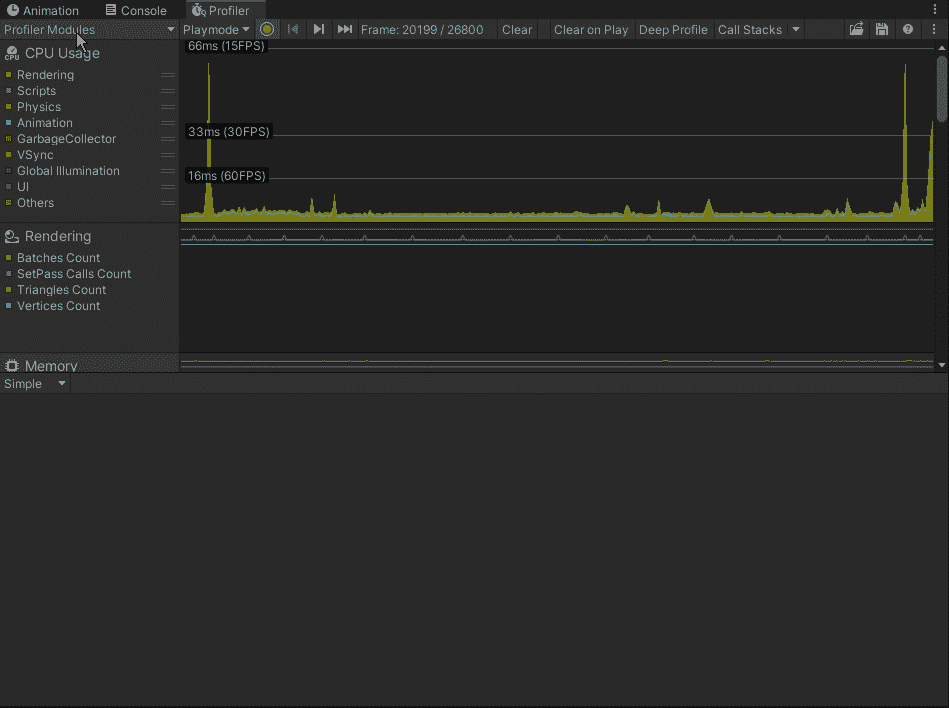 Animation Console Profiler
Profiler Modules Playmode Frame: 20199 / 26800 Clear Clear on Play Deep Profile Call Stacks
66ms (15FPS)
CPU CPU Usage
Rendering
Scripts
Physics
Animation
33ms (30FPS)
GarbageCollector
VSync
Global Illumination
16ms (60FPS)
UI
Others
Rendering
Batches Count
SetPass Calls Count
Triangles Count
Vertices Count
Memory
Simple